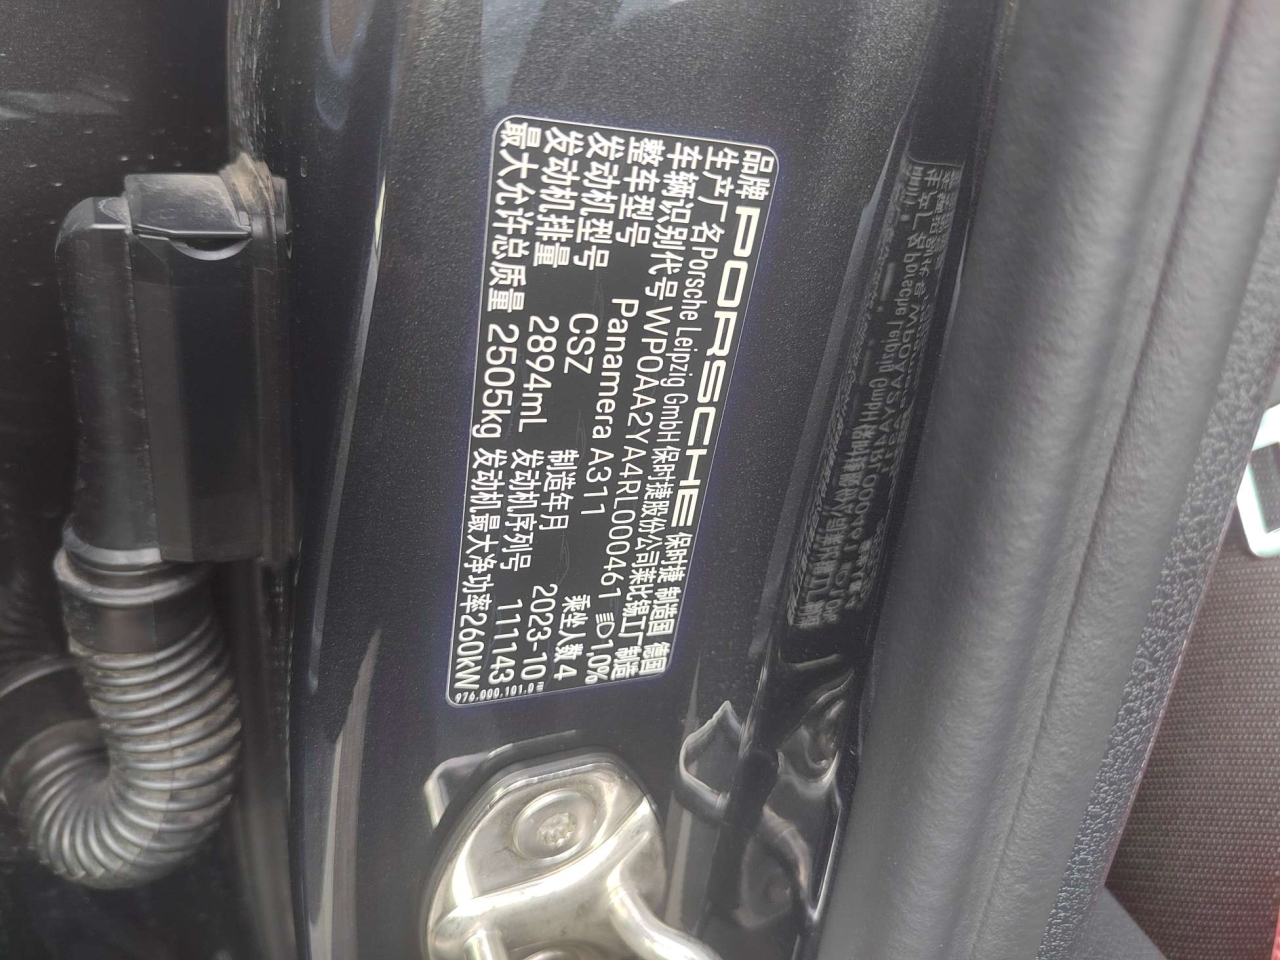 品牌 PORSCHE 保时捷 制造国 德国
生产厂名 Porsche Leipzig GmbH 保时捷股份公司莱比锡工厂 制造
车辆识别代号 WP0AA2YA4RL000461 1,0%
整车型号 Panamera A311 乘坐人数 4
发动机型号 CSZ 制造年月 2023-10
发动机排量 2894mL 发动机序列号 111143
最大允许总质量 2505kg 发动机最大净功率 260kW
976.000.101.0